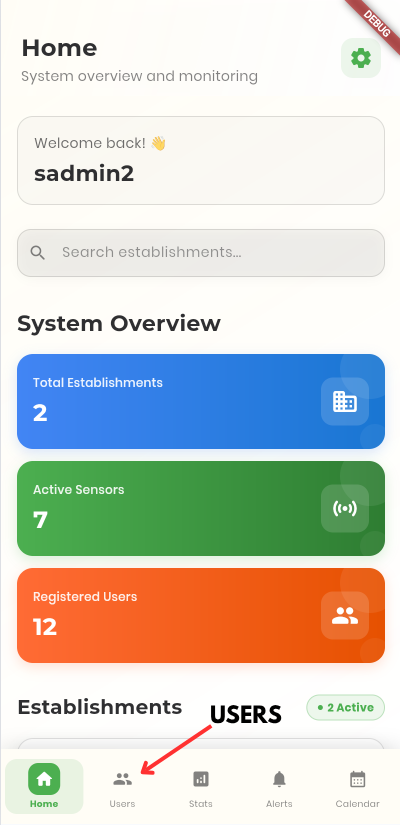 DEBUG
Home
System overview and monitoring
Welcome back! 👋
sadmin2
Search establishments...
System Overview
Total Establishments
2
Active Sensors
7
Registered Users
12
Establishments
USERS
• 2 Active
Home
Users
Stats
Alerts
Calendar